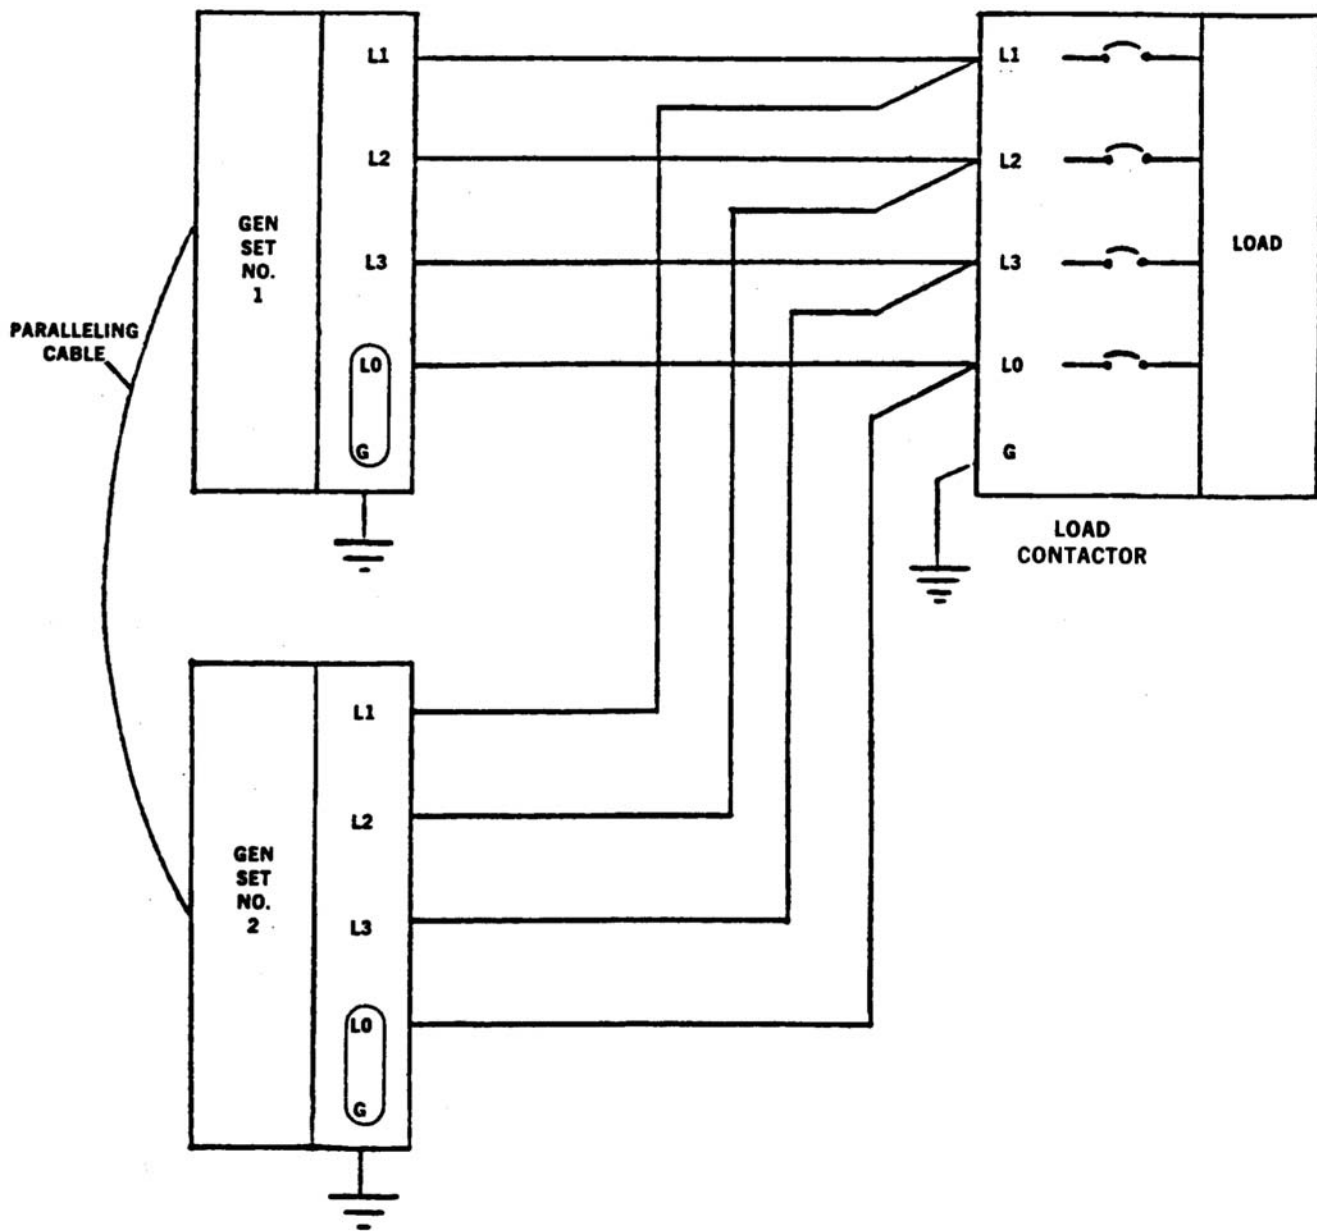 L1
L2
L3
L0
G
GEN
SET
NO.
1
PARALLELING
CABLE
L1
L2
L3
L0
G
LOAD
LOAD
CONTACTOR
L1
L2
L3
L0
G
GEN
SET
NO.
2